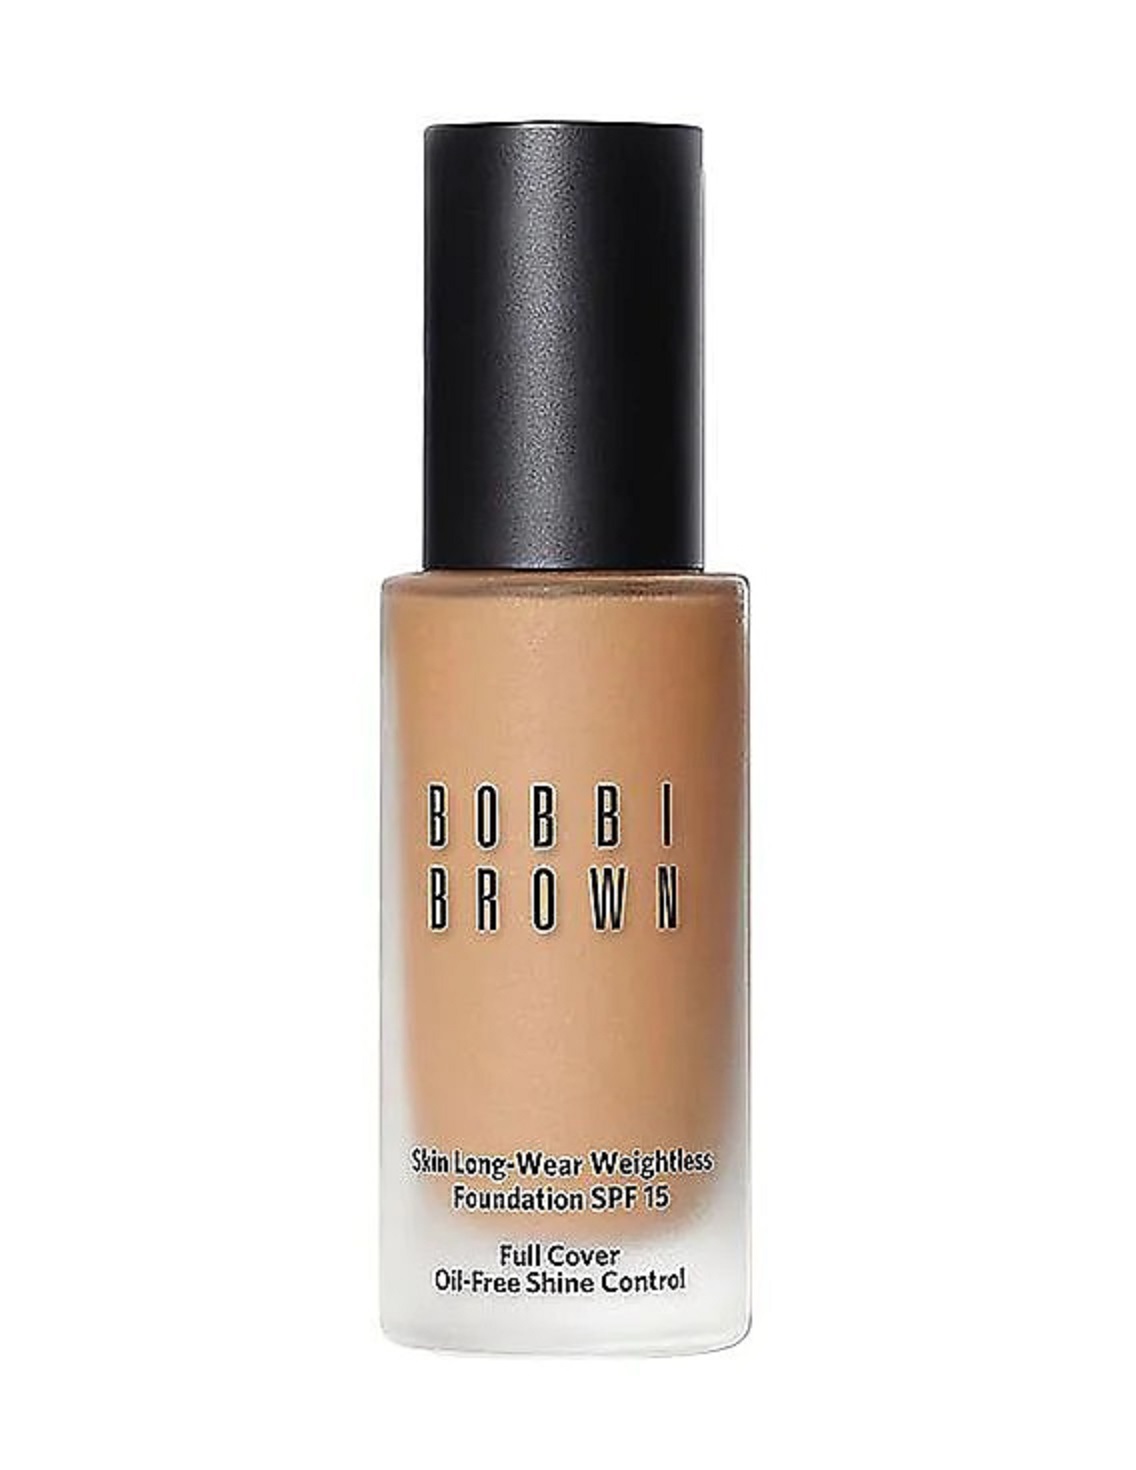 BOBBI
BROWN
Skin Long-Wear Weightless
Foundation SPF 15
Full Cover
Oil-Free Shine Control